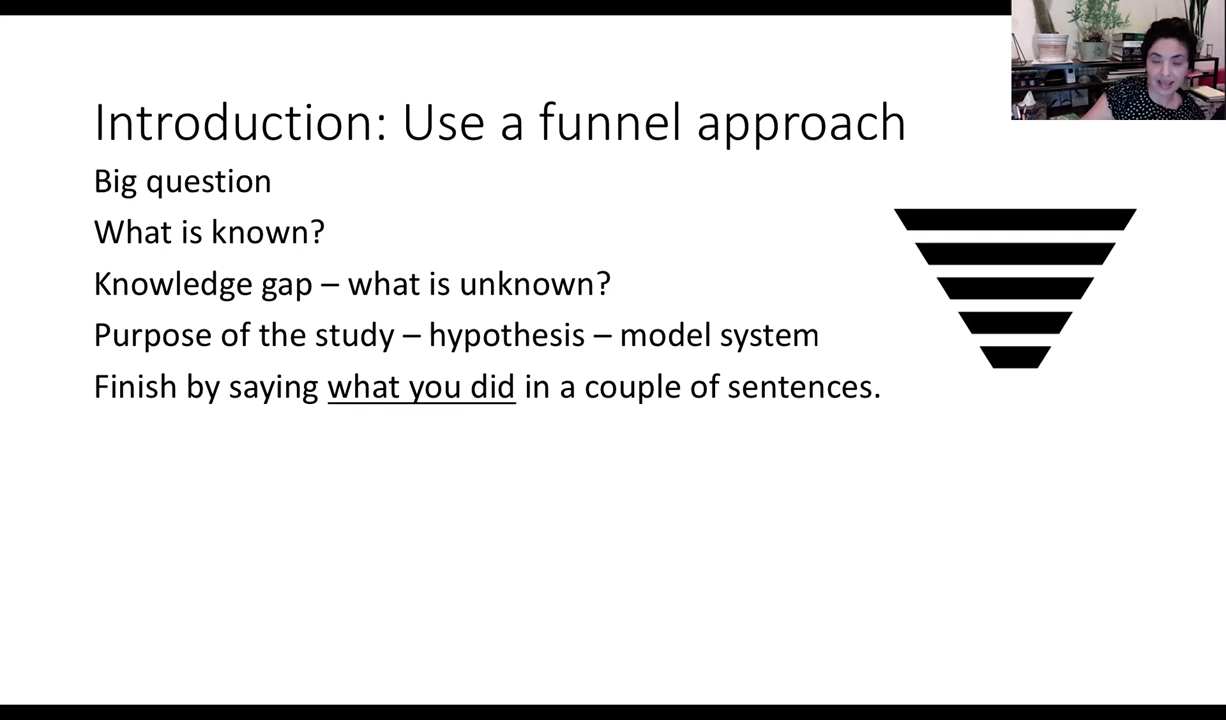 Introduction: Use a funnel approach
Big question
What is known?
Knowledge gap – what is unknown?
Purpose of the study – hypothesis – model system
Finish by saying what you did in a couple of sentences.